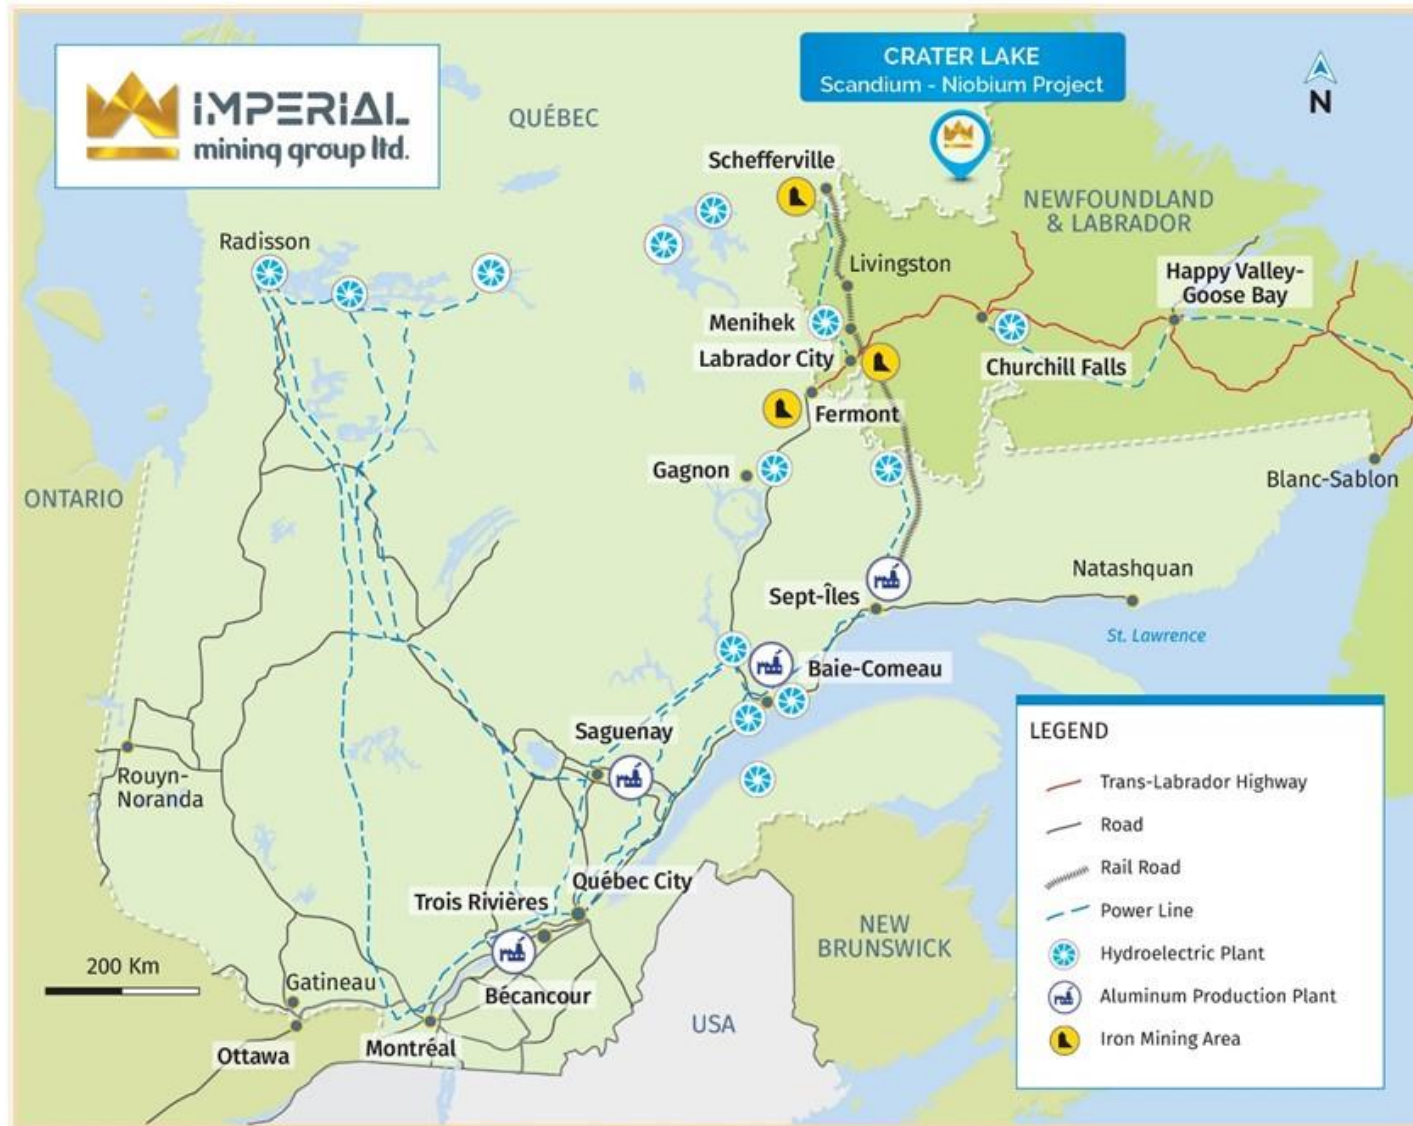 IMPERIAL
mining group ltd.
CRATER LAKE
Scandium - Niobium Project
N
QUÉBEC
Schefferville
NEWFOUNDLAND
& LABRADOR
Radisson
Livingston
Happy Valley-
Goose Bay
Menihek
Labrador City
Churchill Falls
Fermont
Gagnon
Blanc-Sablon
ONTARIO
Natashquan
Sept-Îles
St. Lawrence
Baie-Comeau
Saguenay
Rouyn-
Noranda
Québec City
Trois Rivières
NEW
BRUNSWICK
200 Km
Gatineau
Bécancour
USA
Ottawa
Montréal
LEGEND
Trans-Labrador Highway
Road
Rail Road
Power Line
Hydroelectric Plant
Aluminum Production Plant
Iron Mining Area